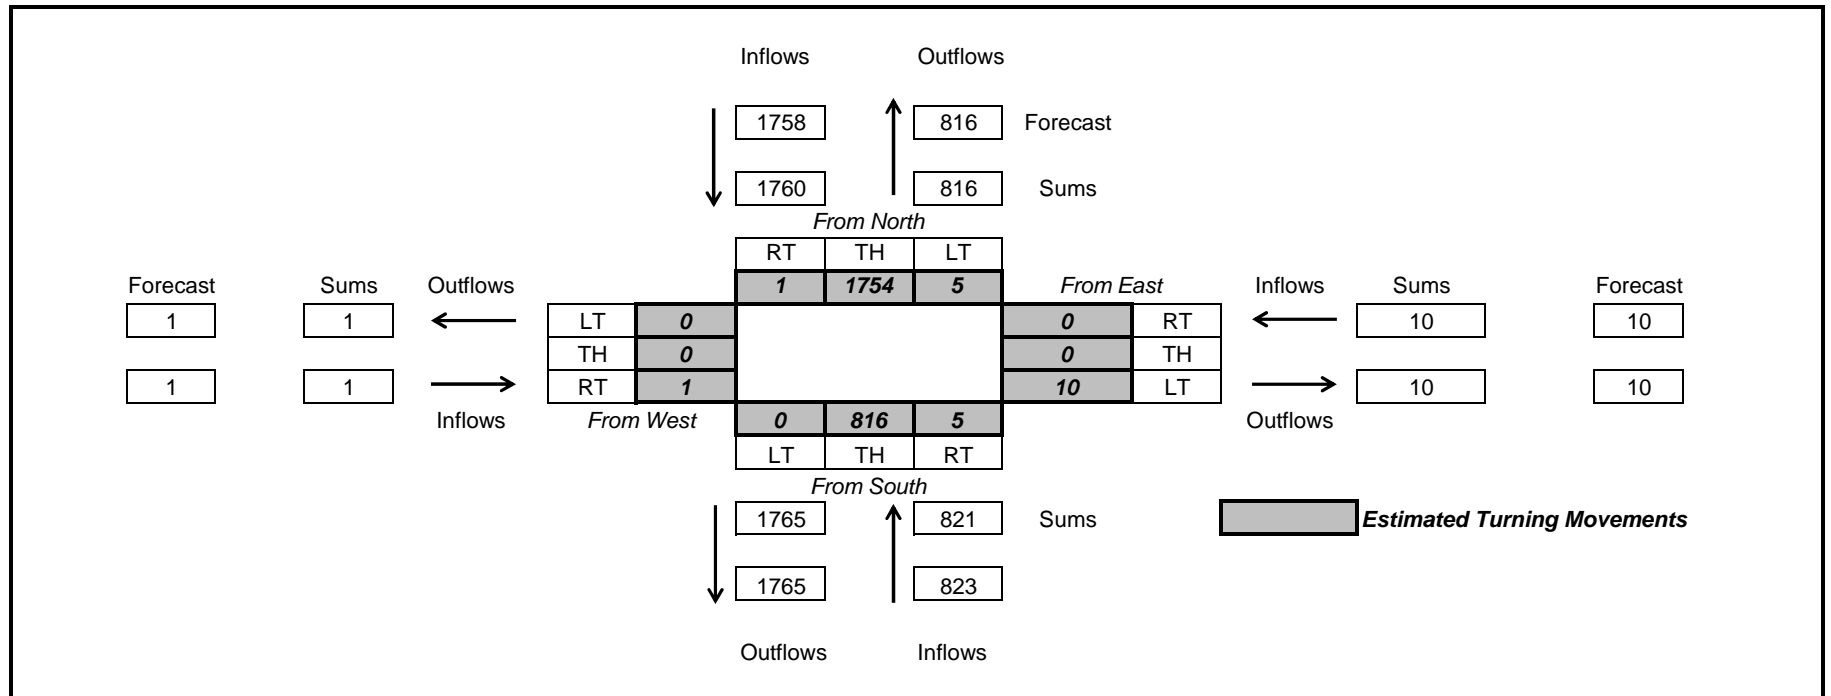 Inflows Outflows
1758 816 Forecast
1760 816 Sums
From North
RT TH LT
Forecast Sums Outflows 1 1754 5 From East Inflows Sums Forecast
1 1 LT 0 0 RT 10 10
TH 0 0 TH
1 1 RT 1 10 LT 10 10
Inflows From West 0 816 5 Outflows
LT TH RT
From South
1765 821 Sums Estimated Turning Movements
1765 823
Outflows Inflows